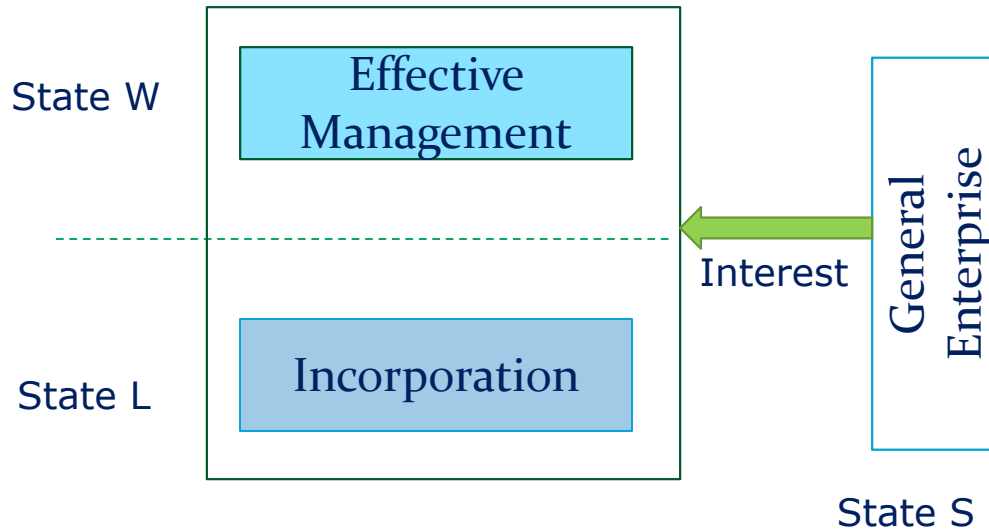 State W
Effective
Management
Interest
General
Enterprise
State L
Incorporation
State S